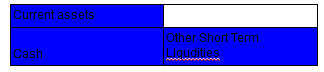 Current assets
Other Short Term
Cash
Liquidities